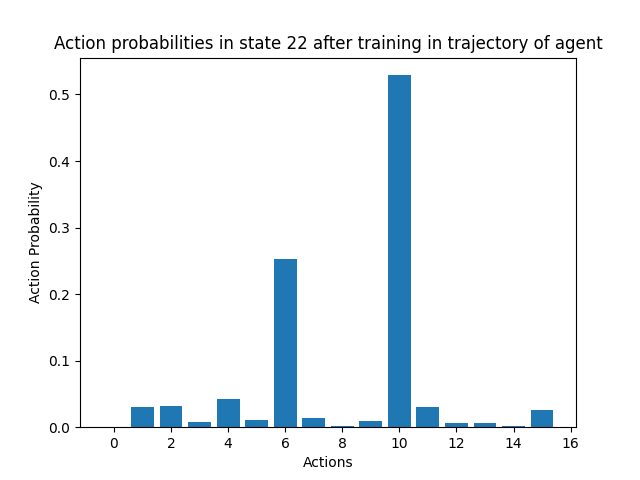 Action probabilities in state 22 after training in trajectory of agent
0.5
0.4
0.3
0.2
0.1
0.0
Action Probability
0 2 4 6 8 10 12 14 16
Actions